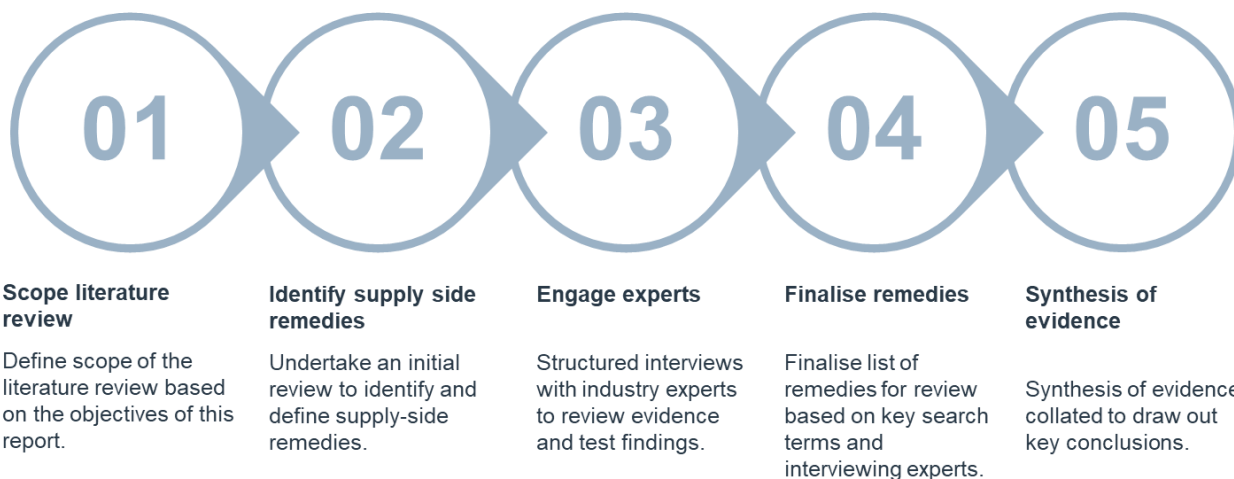 01
02
03
04
05
Scope literature
review
Define scope of the
literature review based
on the objectives of this
report.
Identify supply side
remedies
Undertake an initial
review to identify and
define supply-side
remedies.
Engage experts
Structured interviews
with industry experts
to review evidence
and test findings.
Finalise remedies
Finalise list of
remedies for review
based on key search
terms and
interviewing experts.
Synthesis of
evidence
Synthesis of evidence
collated to draw out
key conclusions.